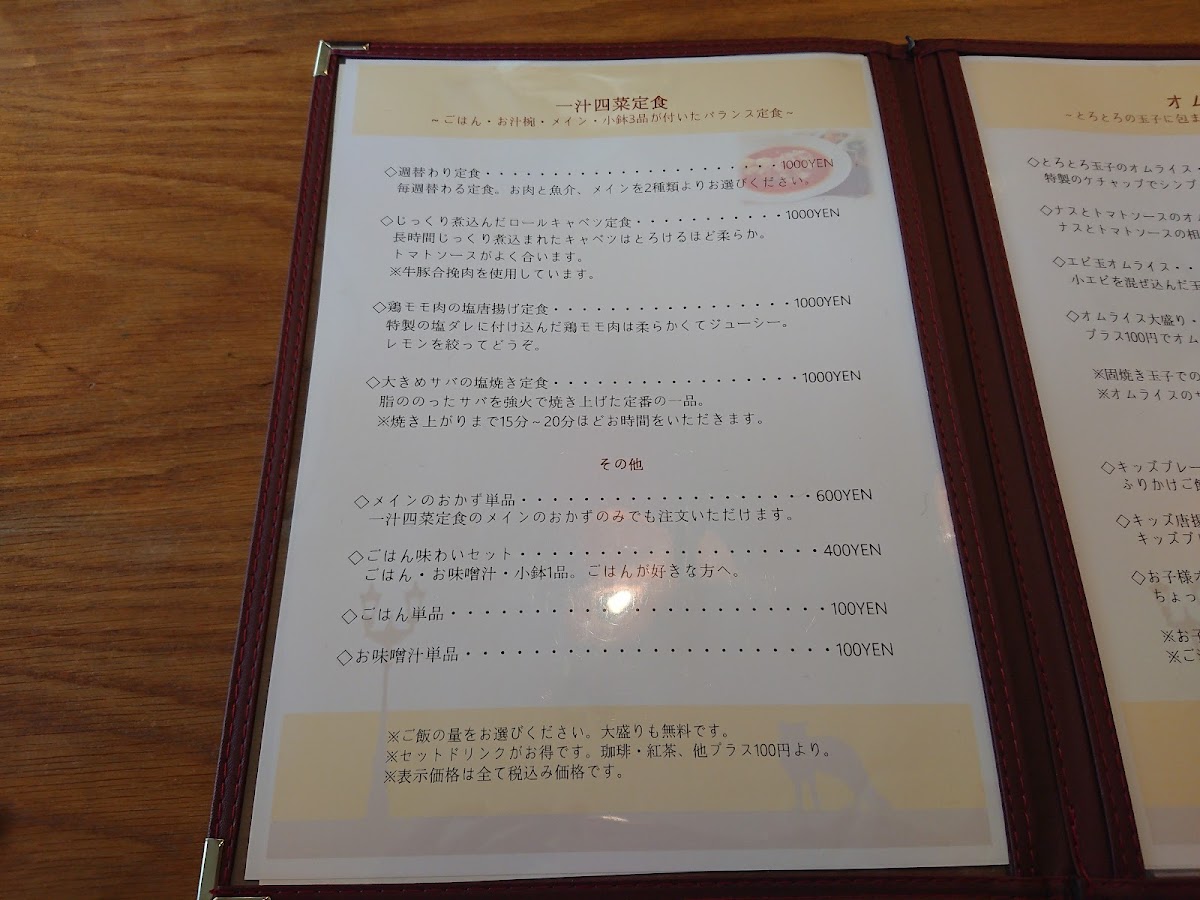 一汁四菜定食
～ごはん・お汁椀・メイン・小鉢3品が付いたバランス定食～
◇週替わり定食・・・・・・・・・・・・・・・・・・・・・・1000YEN
毎週替わる定食。お肉と魚介、メインを2種類よりお選びください。
◇じっくり煮込んだロールキャベツ定食・・・・・・・・・・・1000YEN
長時間じっくり煮込まれたキャベツはとろけるほど柔らか。
トマトソースがよく合います。
※牛豚合挽肉を使用しています。
◇鶏モモ肉の塩唐揚げ定食・・・・・・・・・・・・・・・・1000YEN
特製の塩ダレに付け込んだ鶏モモ肉は柔らかくてジューシー。
レモンを絞ってどうぞ。
◇大きめサバの塩焼き定食・・・・・・・・・・・・・・・・・・1000YEN
脂ののったサバを強火で焼き上げた定番の一品。
※焼き上がりまで15分～20分ほどお時間をいただきます。
その他
◇メインのおかず単品・・・・・・・・・・・・・・・・・・・・・600YEN
一汁四菜定食のメインのおかずのみでも注文いただけます。
◇ごはん味わいセット・・・・・・・・・・・・・・・・・・・・・400YEN
ごはん・お味噌汁・小鉢1品。ごはんが好きな方へ。
◇ごはん単品・・・・・・・・・・・・・・・・・・・・・・・・・100YEN
◇お味噌汁単品・・・・・・・・・・・・・・・・・・・・・・・・100YEN
※ご飯の量をお選びください。大盛りも無料です。
※セットドリンクがお得です。珈琲・紅茶、他プラス100円より。
※表示価格は全て税込み価格です。
オム
～とろとろの玉子に包ま
◇とろとろ玉子のオムライス・
特製のケチャップでシンプ
◇ナスとトマトソースのオム
ナスとトマトソースの相
◇エビ玉オムライス・・
小エビを混ぜ込んだ玉
◇オムライス大盛り・
プラス100円でオム
※固焼き玉子での
※オムライスのサ
◇キッズプレー
ふりかけご飯
◇キッズ唐揚
キッズプレ
◇お子様オ
ちょっ
※お子
※ご